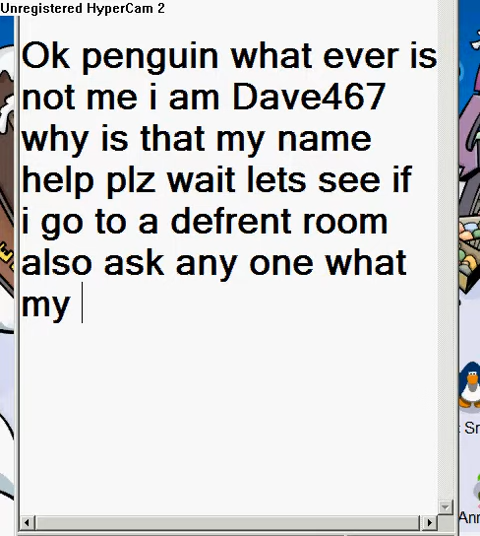 Unregistered HyperCam 2
Ok penguin what ever is
not me i am Dave467
why is that my name
help plz wait lets see if
i go to a defrent room
also ask any one what
my